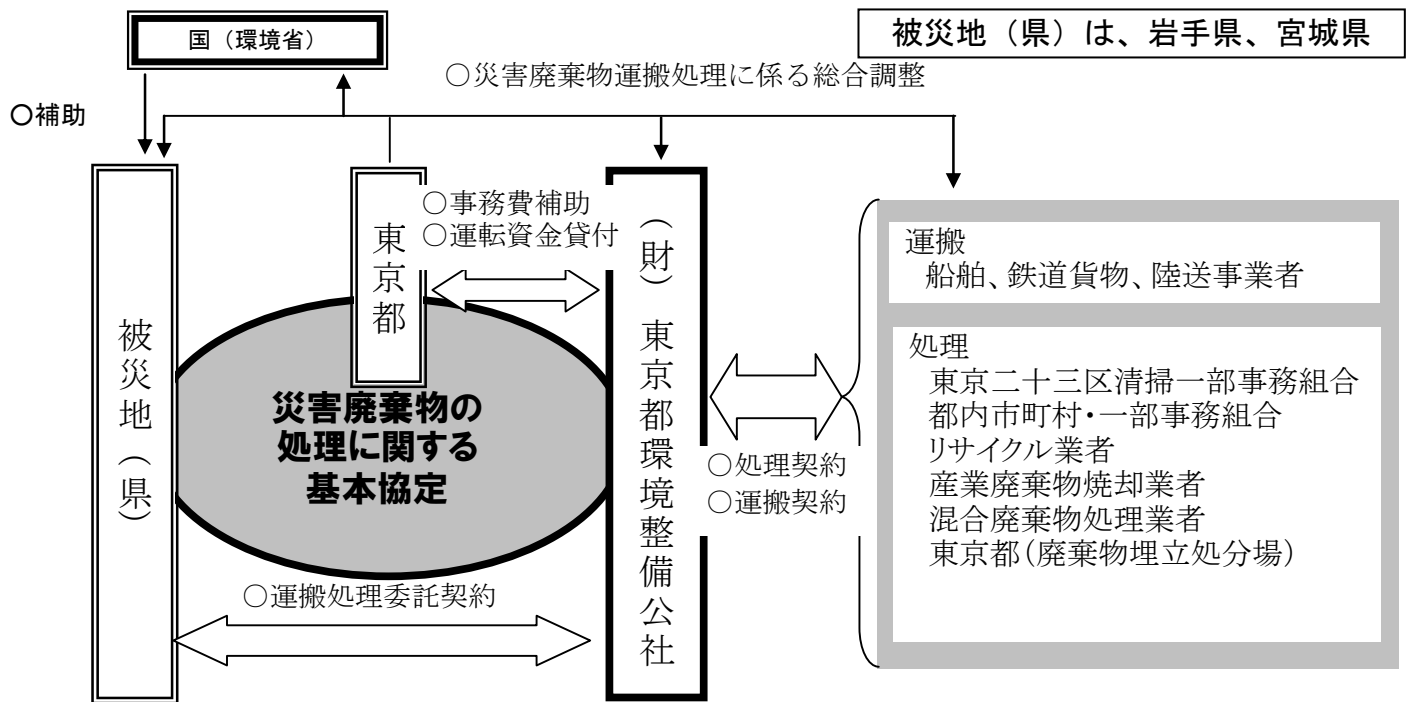 国（環境省）
被災地（県）は、岩手県、宮城県
○災害廃棄物運搬処理に係る総合調整
○補助
被災地（県）
東京都
○事務費補助
○運転資金貸付
（財）東京都環境整備公社
災害廃棄物の
処理に関する
基本協定
○運搬処理委託契約
○処理契約
○運搬契約
運搬
船舶、鉄道貨物、陸送事業者
処理
東京二十三区清掃一部事務組合
都内市町村・一部事務組合
リサイクル業者
産業廃棄物焼却業者
混合廃棄物処理業者
東京都（廃棄物埋立処分場）